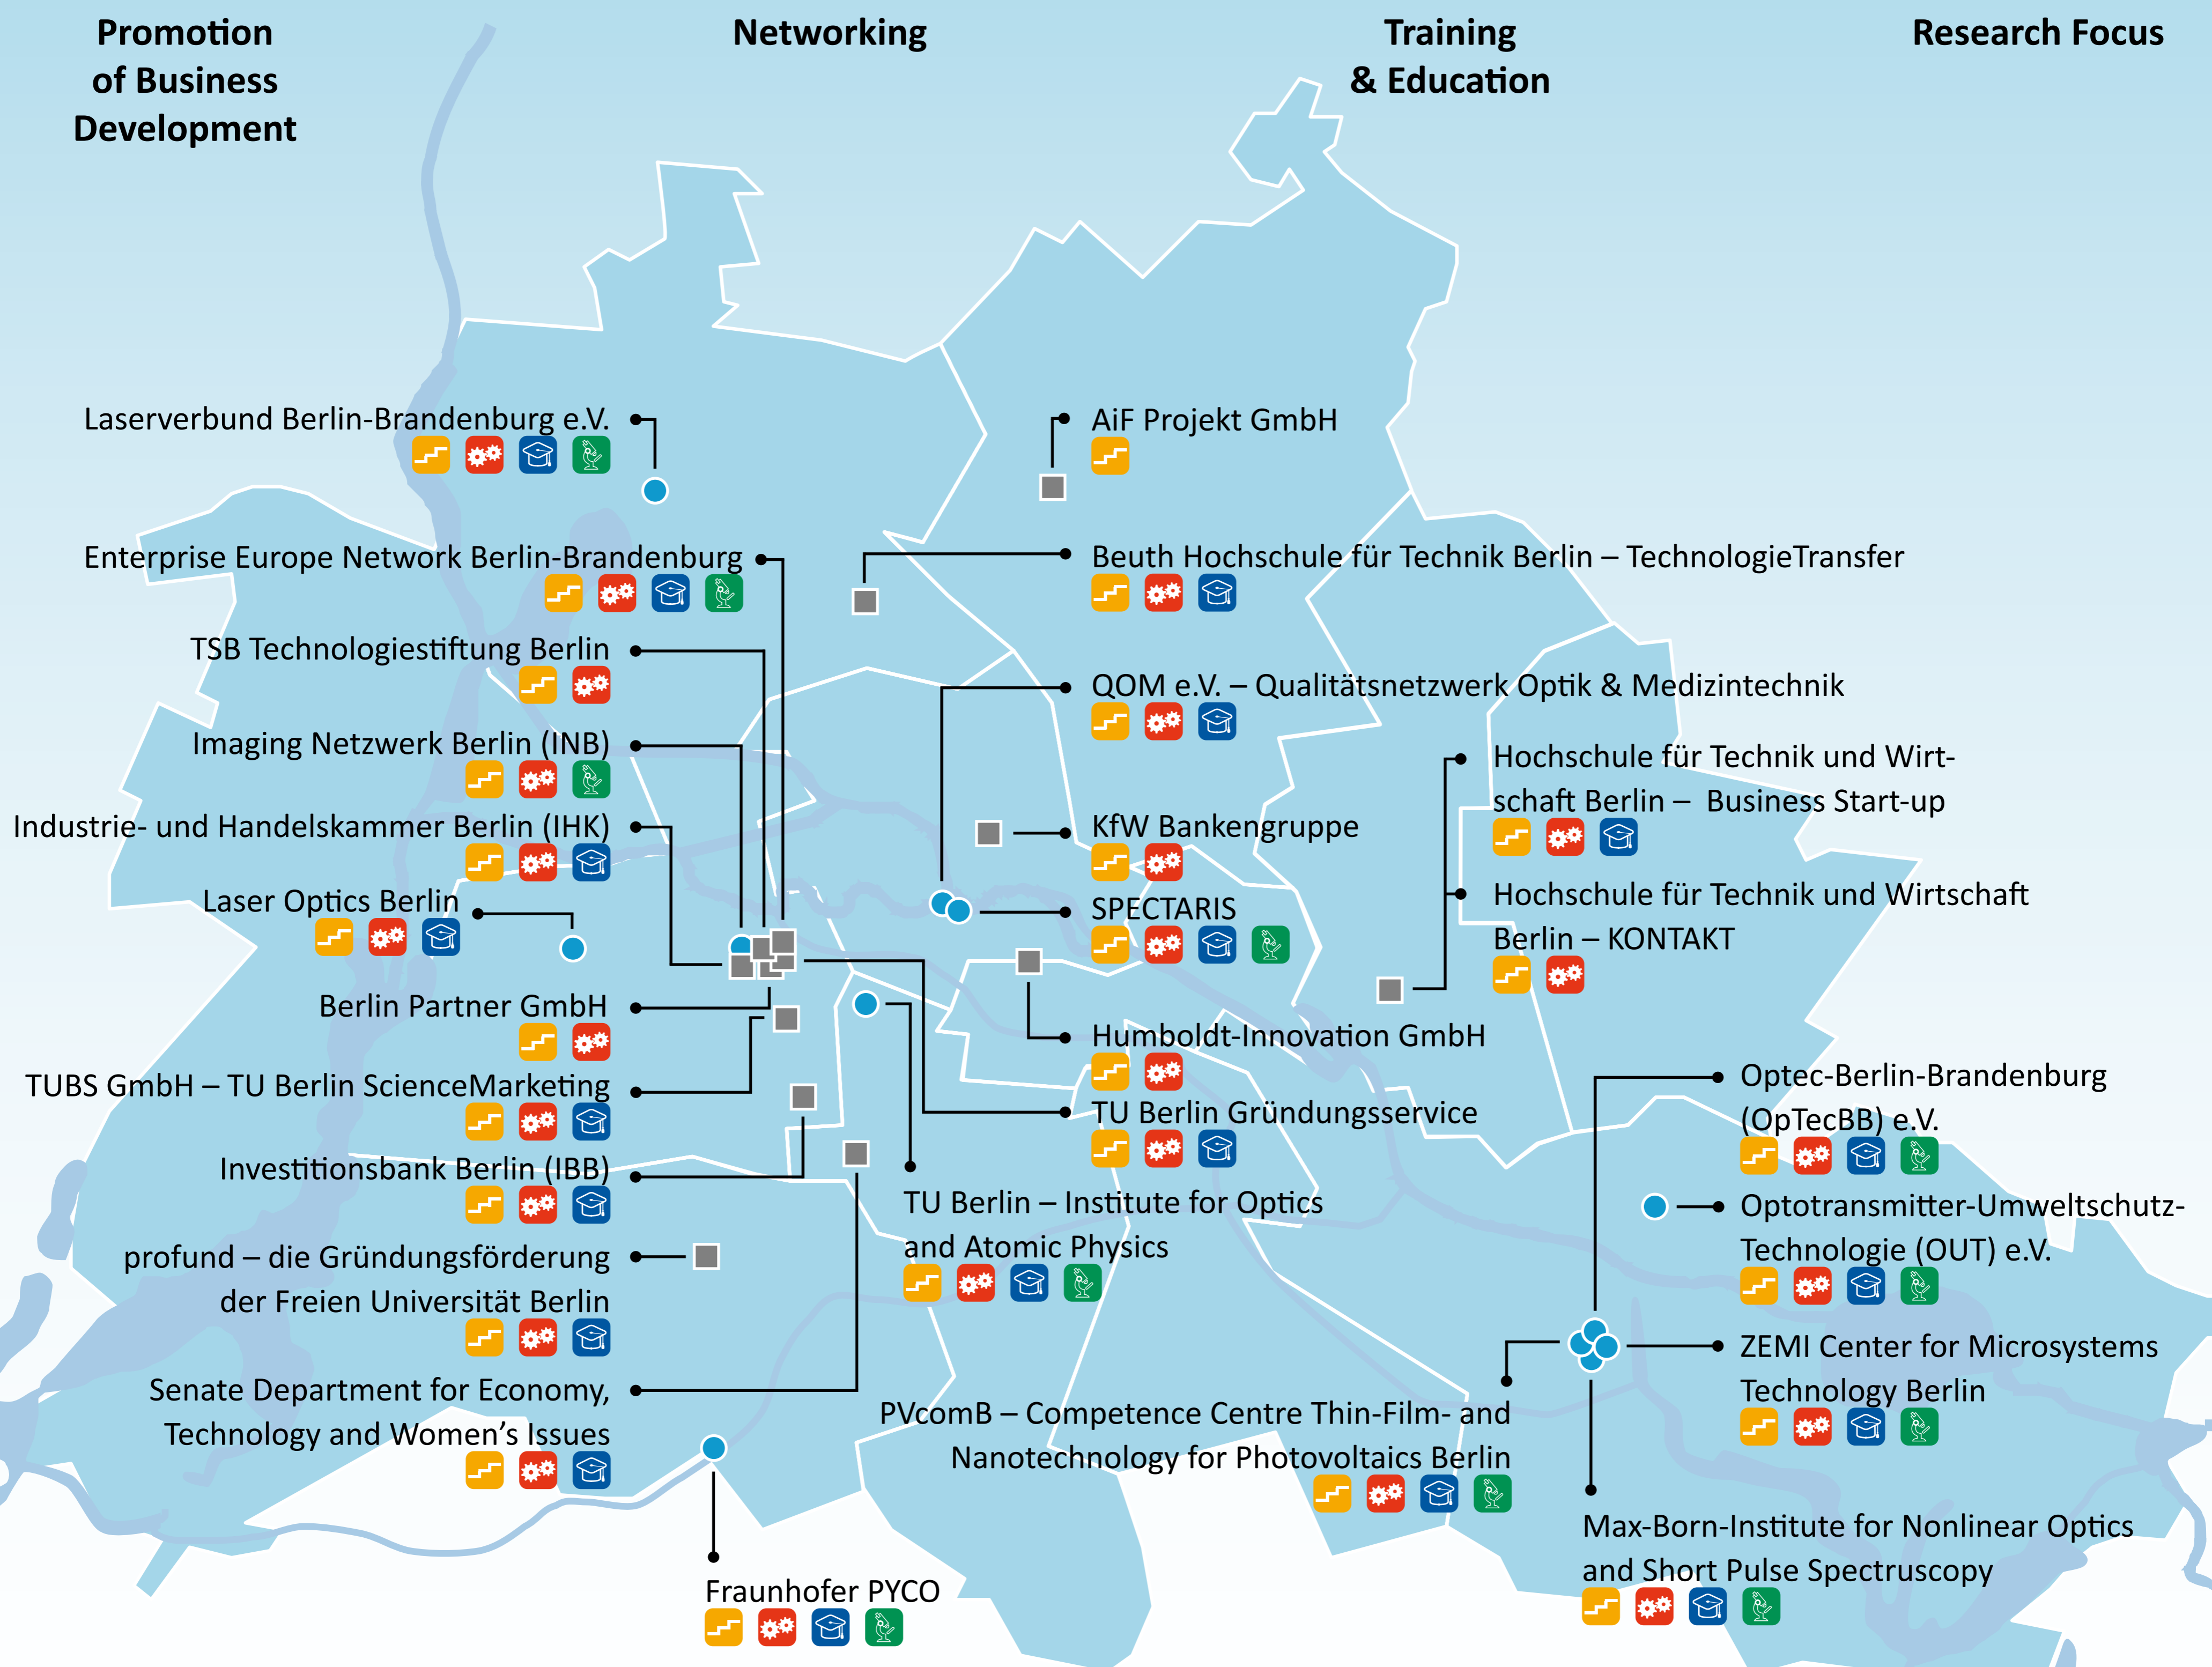 Promotion
of Business
Development
Networking
Training
& Education
Research Focus
Laserverbund Berlin-Brandenburg e.V.
Enterprise Europe Network Berlin-Brandenburg
TSB Technologiestiftung Berlin
Imaging Netzwerk Berlin (INB)
Industrie- und Handelskammer Berlin (IHK)
Laser Optics Berlin
Berlin Partner GmbH
TUBS GmbH – TU Berlin ScienceMarketing
Investitionsbank Berlin (IBB)
profund – die Gründungsförderung
der Freien Universität Berlin
Senate Department for Economy,
Technology and Women’s Issues
Fraunhofer PYCO
AiF Projekt GmbH
Beuth Hochschule für Technik Berlin – TechnologieTransfer
QOM e.V. – Qualitätsnetzwerk Optik & Medizintechnik
KfW Bankengruppe
SPECTARIS
Humboldt-Innovation GmbH
TU Berlin Gründungsservice
TU Berlin – Institute for Optics
and Atomic Physics
PVcomB – Competence Centre Thin-Film- and
Nanotechnology for Photovoltaics Berlin
Hochschule für Technik und Wirt-
schaft Berlin – Business Start-up
Hochschule für Technik und Wirtschaft
Berlin – KONTAKT
Optec-Berlin-Brandenburg
(OpTecBB) e.V.
Optotransmitter-Umweltschutz-
Technologie (OUT) e.V.
ZEMI Center for Microsystems
Technology Berlin
Max-Born-Institute for Nonlinear Optics
and Short Pulse Spectruscopy